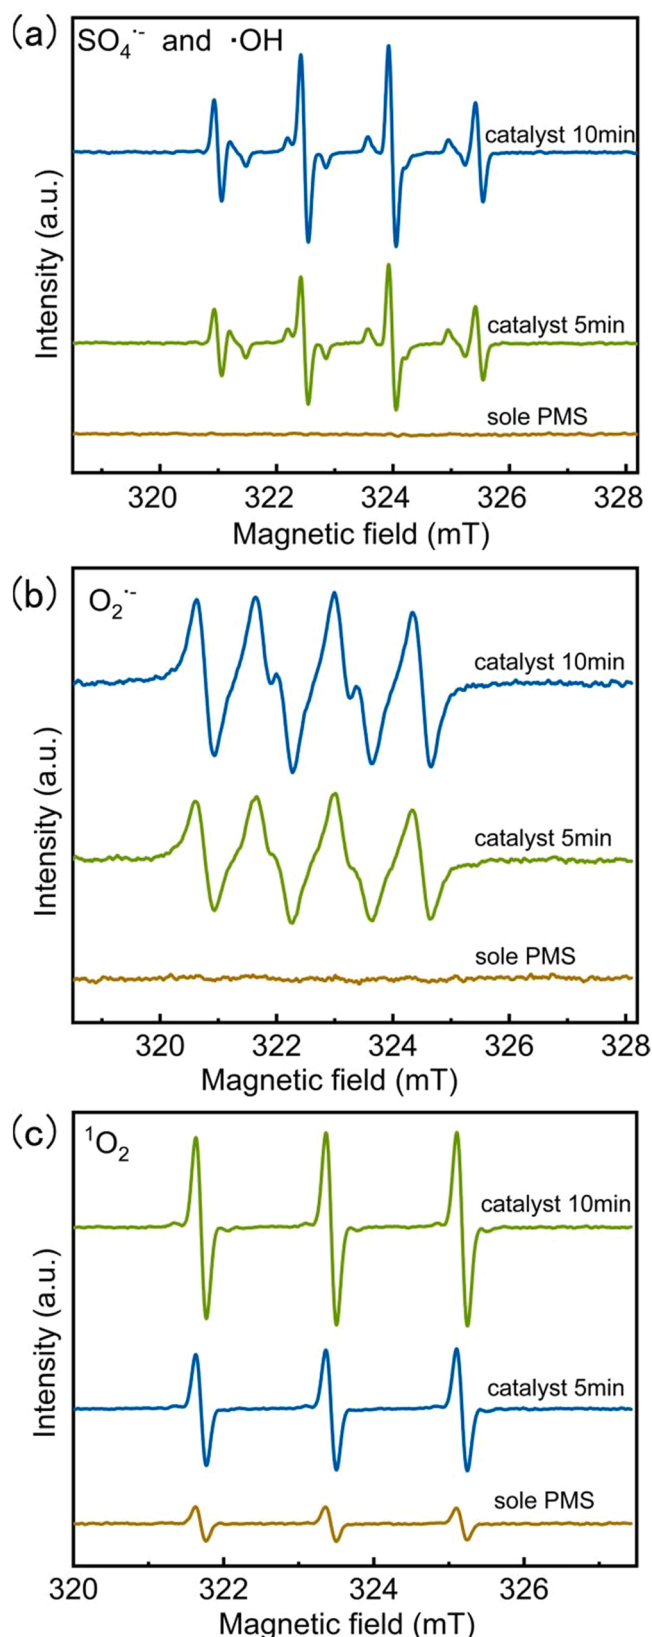 (a) SO₄·⁻ and ·OH
catalyst 10min
catalyst 5min
sole PMS
Intensity (a.u.)
320 322 324 326 328
Magnetic field (mT)
(b) O₂·⁻
catalyst 10min
catalyst 5min
sole PMS
Intensity (a.u.)
320 322 324 326 328
Magnetic field (mT)
(c) ¹O₂
catalyst 10min
catalyst 5min
sole PMS
Intensity (a.u.)
320 322 324 326
Magnetic field (mT)